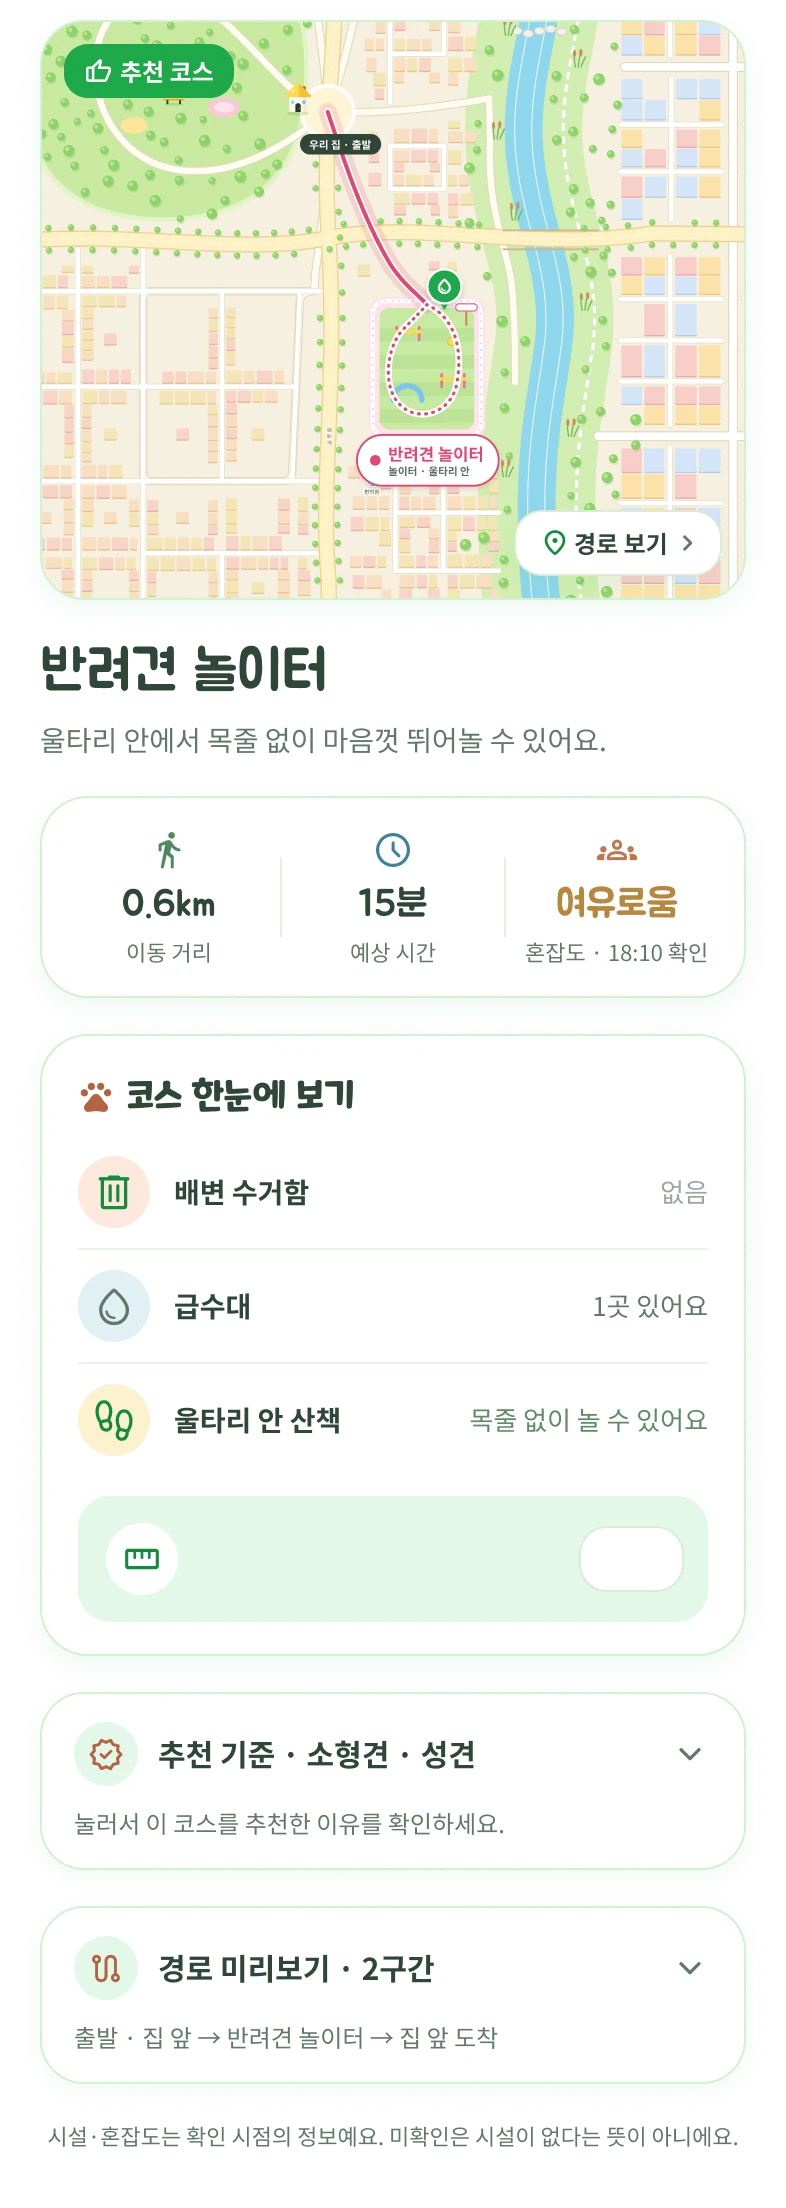 추천 코스
우리 집 · 출발
반려견 놀이터
놀이터 · 울타리 안
경로 보기
반려견 놀이터
울타리 안에서 목줄 없이 마음껏 뛰어놀 수 있어요.
0.6km
이동 거리
15분
예상 시간
여유로움
혼잡도 · 18:10 확인
코스 한눈에 보기
배변 수거함
없음
급수대
1곳 있어요
울타리 안 산책
목줄 없이 놀 수 있어요
추천 기준 · 소형견 · 성견
눌러서 이 코스를 추천한 이유를 확인하세요.
경로 미리보기 · 2구간
출발 · 집 앞 → 반려견 놀이터 → 집 앞 도착
시설·혼잡도는 확인 시점의 정보예요. 미확인은 시설이 없다는 뜻이 아니에요.